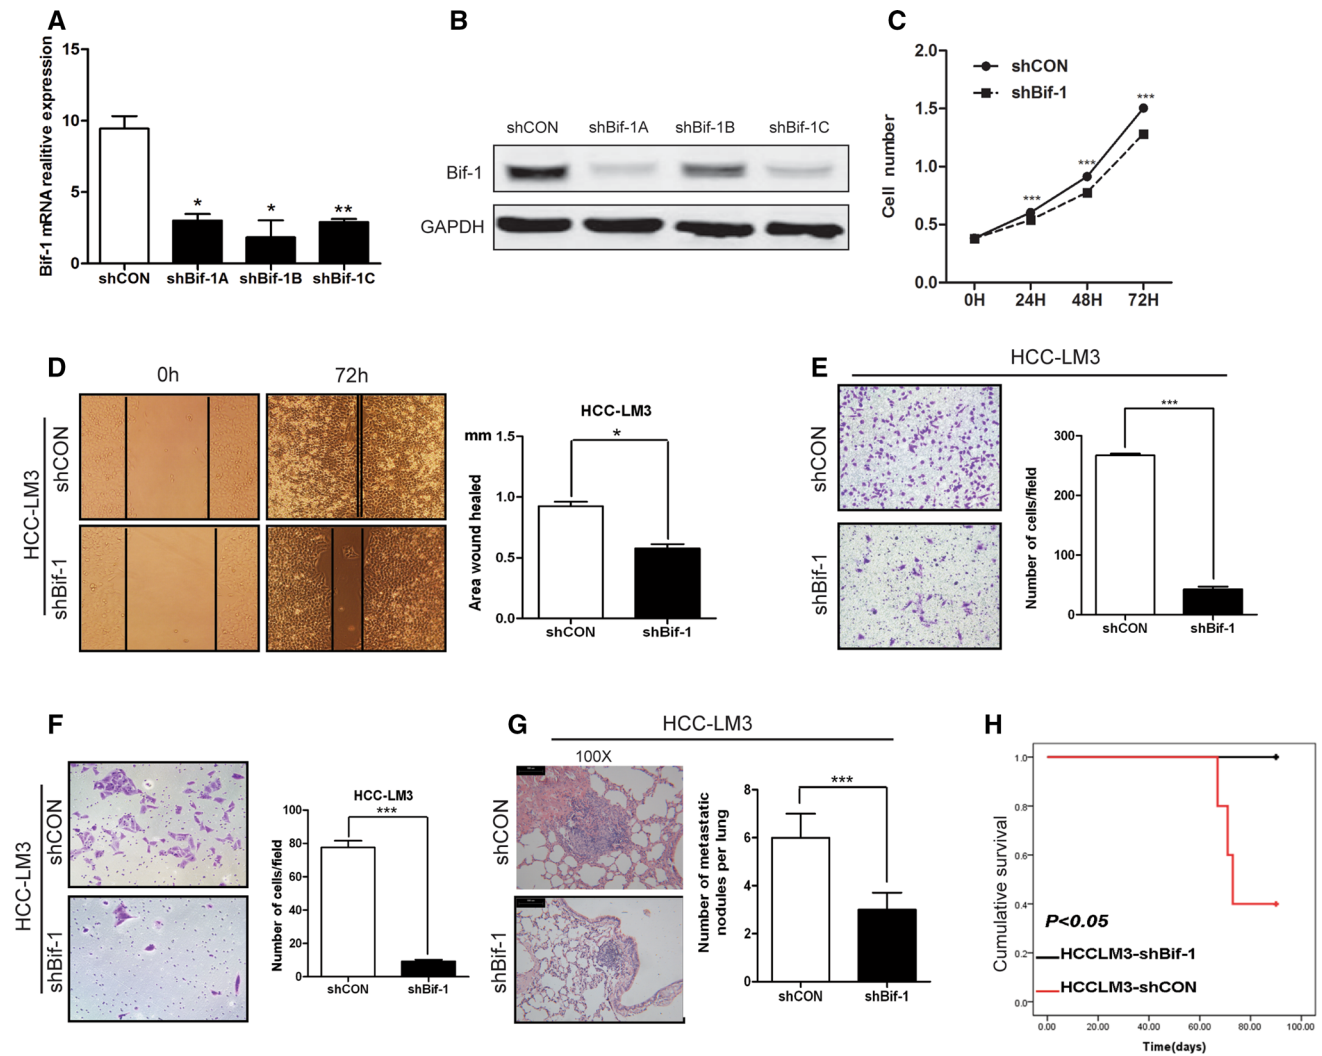 A
Bif-1 mRNA realitive expression
15
10
5
0
*
*
**
shCON
shBif-1A
shBif-1B
shBif-1C
B
shCON
shBif-1A
shBif-1B
shBif-1C
Bif-1
GAPDH
C
Cell number
2.0
1.5
1.0
0.5
0.0
shCON
shBif-1
***
***
***
0H
24H
48H
72H
D
0h
72h
HCC-LM3
shCON
shBif-1
HCC-LM3
mm
Area wound healed
1.5
1.0
0.5
0.0
*
shCON
shBif-1
E
HCC-LM3
shCON
shBif-1
Number of cells/field
300
200
100
0
***
shCON
shBif-1
F
HCC-LM3
shCON
shBif-1
HCC-LM3
***
Number of cells/field
100
80
60
40
20
0
shCON
shBif-1
G
HCC-LM3
100X
shCON
shBif-1
Number of metastatic
nodules per lung
8
6
4
2
0
***
shCON
shBif-1
H
Cumulative survival
1.0
0.8
0.6
0.4
0.2
0.0
P<0.05
HCCLM3-shBif-1
HCCLM3-shCON
0.00
20.00
40.00
60.00
80.00
100.00
Time(days)